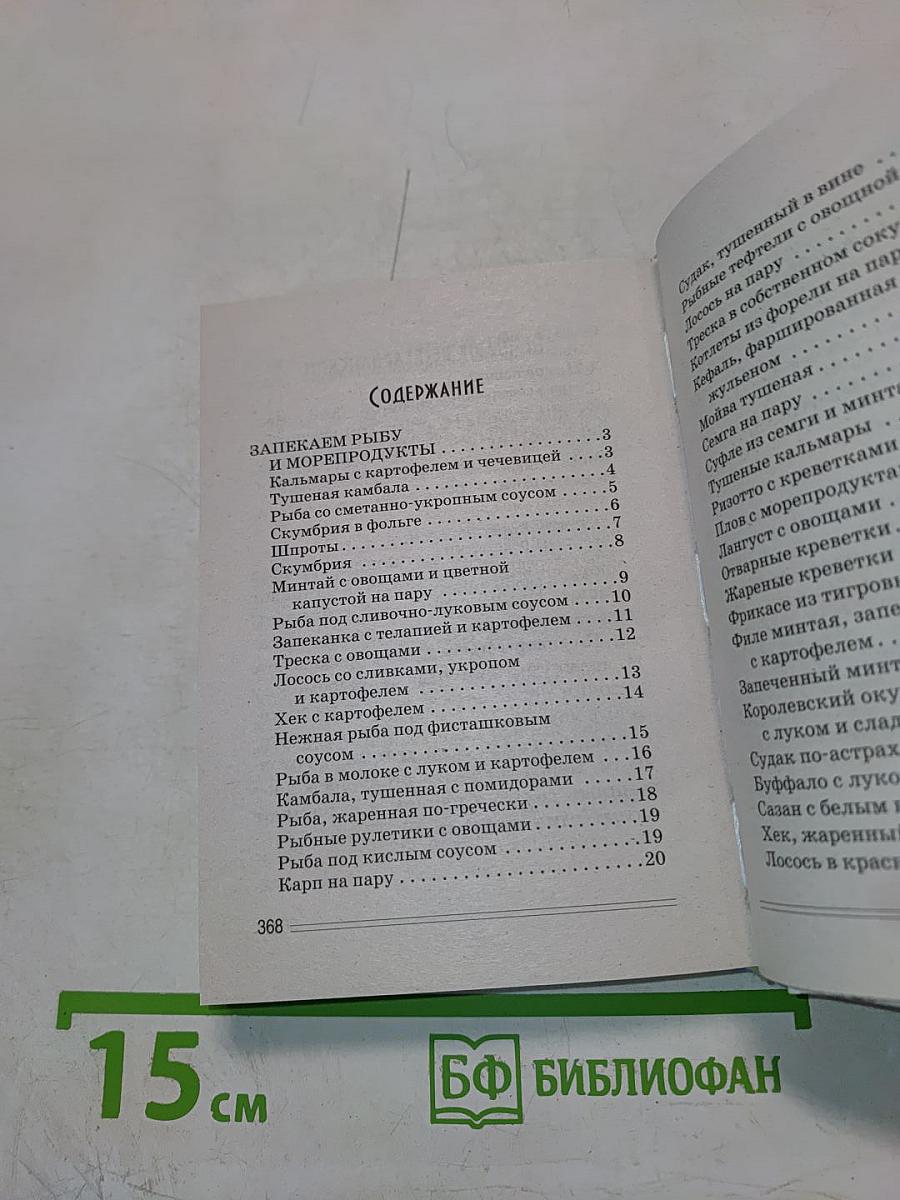 Содержание
ЗАПЕКАЕМ РЫБУ
И МОРЕПРОДУКТЫ . . . . . . . . . . . . . . . . .3
Кальмары с картофелем и чечевицей . . . .3
Тушеная камбала . . . . . . . . . . . . . . . . . . . .4
Рыба со сметанно-укропным соусом . . . . .5
Скумбрия в фольге . . . . . . . . . . . . . . . . . . .6
Шпроты . . . . . . . . . . . . . . . . . . . . . . . . . . .7
Скумбрия . . . . . . . . . . . . . . . . . . . . . . . . . .8
Минтай с овощами и цветной
капустой на пару . . . . . . . . . . . . . . . . . .9
Рыба под сливочно-луковым соусом . . . .10
Запеканка с телапией и картофелем . . . .11
Треска с овощами . . . . . . . . . . . . . . . . . . .12
Лосось со сливками, укропом
и картофелем . . . . . . . . . . . . . . . . . . . .13
Хек с картофелем . . . . . . . . . . . . . . . . . . .14
Нежная рыба под фисташковым
соусом . . . . . . . . . . . . . . . . . . . . . . . . . .15
Рыба в молоке с луком и картофелем . . .16
Камбала, тушенная с помидорами . . . . . .17
Рыба, жаренная по-гречески . . . . . . . . . . .18
Рыбные рулетики с овощами . . . . . . . . . . .19
Рыба под кислым соусом . . . . . . . . . . . . . .19
Карп на пару . . . . . . . . . . . . . . . . . . . . . . .20
368
Судак, тушенный в вине . .
Рыбные тефтели с овощной
Лосось на пару . . . . . . . .
Треска в собственном соку
Котлеты из форели на пар
Кефаль, фаршированная
жульеном . . . . . . . . .
Мойва тушеная . . . . . . .
Семга на пару . . . . . . .
Суфле из семги и минта
Тушеные кальмары . . .
Ризотто с креветками
Плов с морепродукта
Лангуст с овощами .
Отварные креветки .
Жареные креветки
Фрикасе из тигровы
Филе минтая, запе
с картофелем . .
Запеченный минт
Королевский оку
с луком и слад
Судак по-астрах
Буффало с луко
Сазан с белым
Хек, жаренный
Лосось в красн
15 см
БФ БИБЛИОФАН